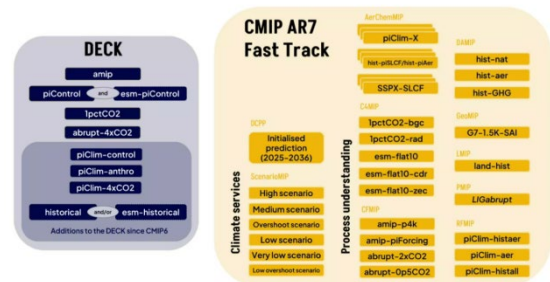 DECK
amip
piControl and esm-piControl
1pctCO2
abrupt-4xCO2
piClim-control
piClim-anthro
piClim-4xCO2
historical and/or esm-historical
Additions to the DECK since CMIP6
CMIP AR7
Fast Track
Climate services
DCPP
Initialised
prediction
(2025-2036)
ScenarioMIP
High scenario
Medium scenario
Overshoot scenario
Low scenario
Very low scenario
Low overshoot scenario
Process understanding
AerChemMIP
piClim-X
hist-piSLCF/hist-piAer
SSPX-SLCF
C4MIP
1pctCO2-bgc
1pctCO2-rad
esm-flat10
esm-flat10-cdr
esm-flat10-zec
CFMIP
amip-p4k
amip-piForcing
abrupt-2xCO2
abrupt-0p5CO2
DAMIP
hist-nat
hist-aer
hist-GHG
GeoMIP
G7-1.5K-SAI
LMIP
land-hist
PMIP
LIGabrupt
RFMIP
piClim-histaer
piClim-aer
piClim-histall